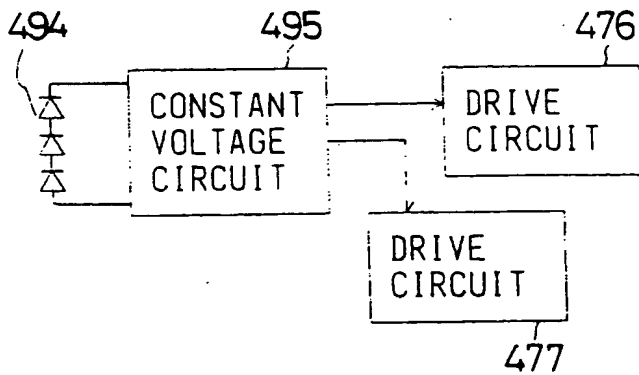 494
495
476
CONSTANT
VOLTAGE
CIRCUIT
DRIVE
CIRCUIT
DRIVE
CIRCUIT
477